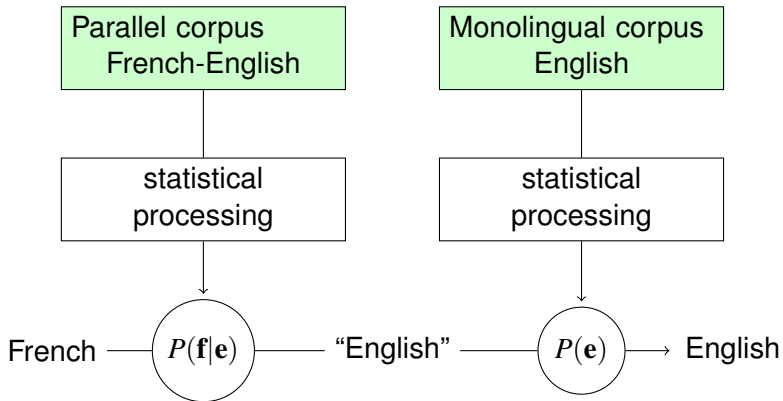 Parallel corpus
French-English
Monolingual corpus
English
statistical
processing
statistical
processing
French
P(f|e)
“English”
P(e)
English